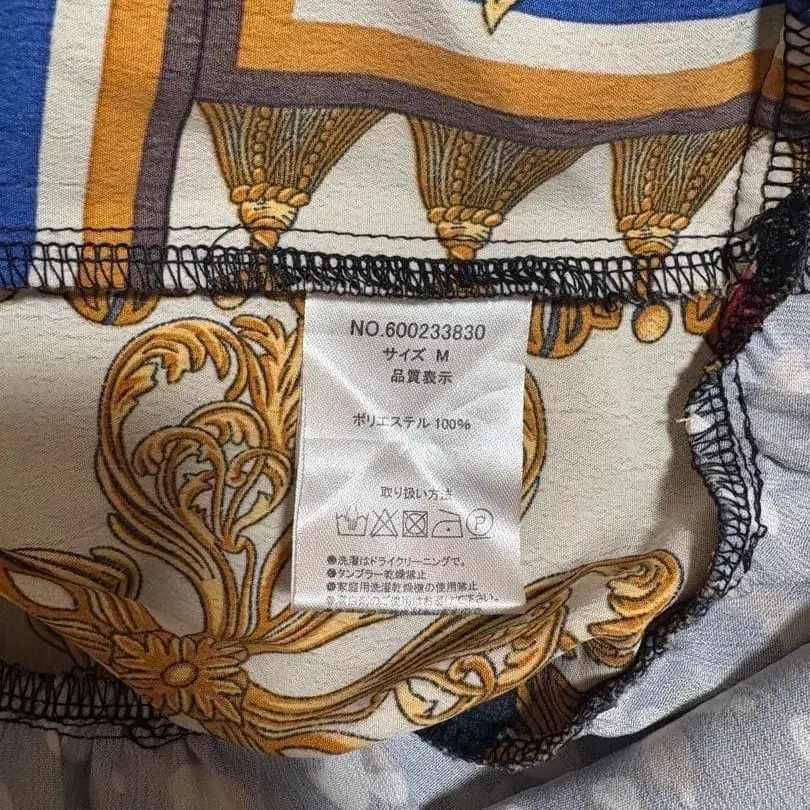 NO.600233830
サイズ M
品質表示
ポリエステル 100%
取り扱い方法
P
●洗濯はドライクリーニングで。
●タンブラー乾燥禁止
●家庭用洗濯乾燥機の使用禁止